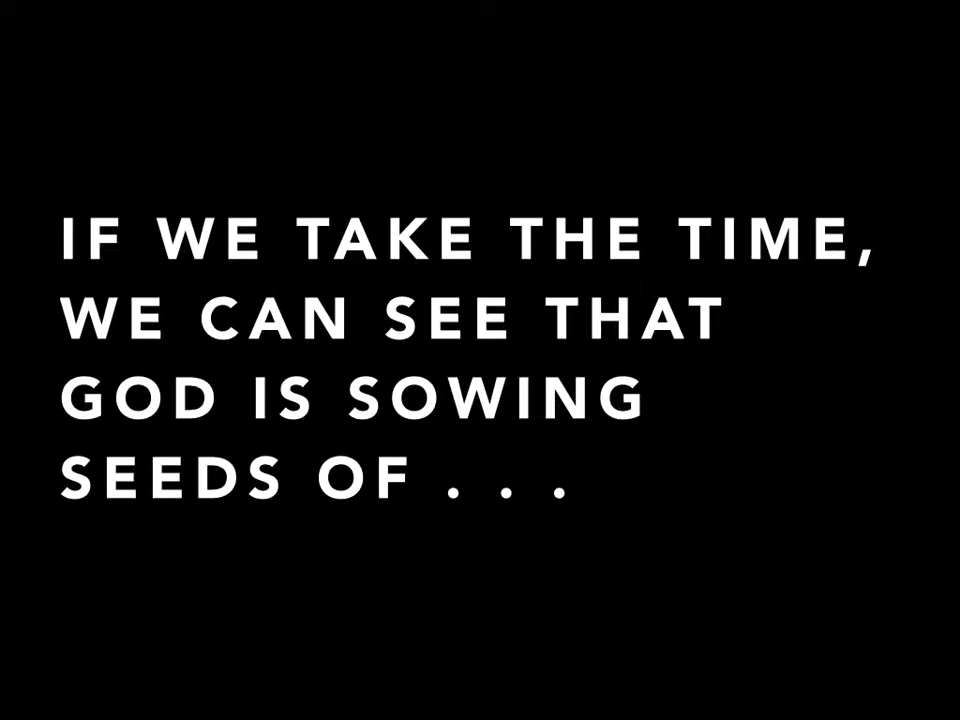 IF WE TAKE THE TIME,
WE CAN SEE THAT
GOD IS SOWING
SEEDS OF . . .